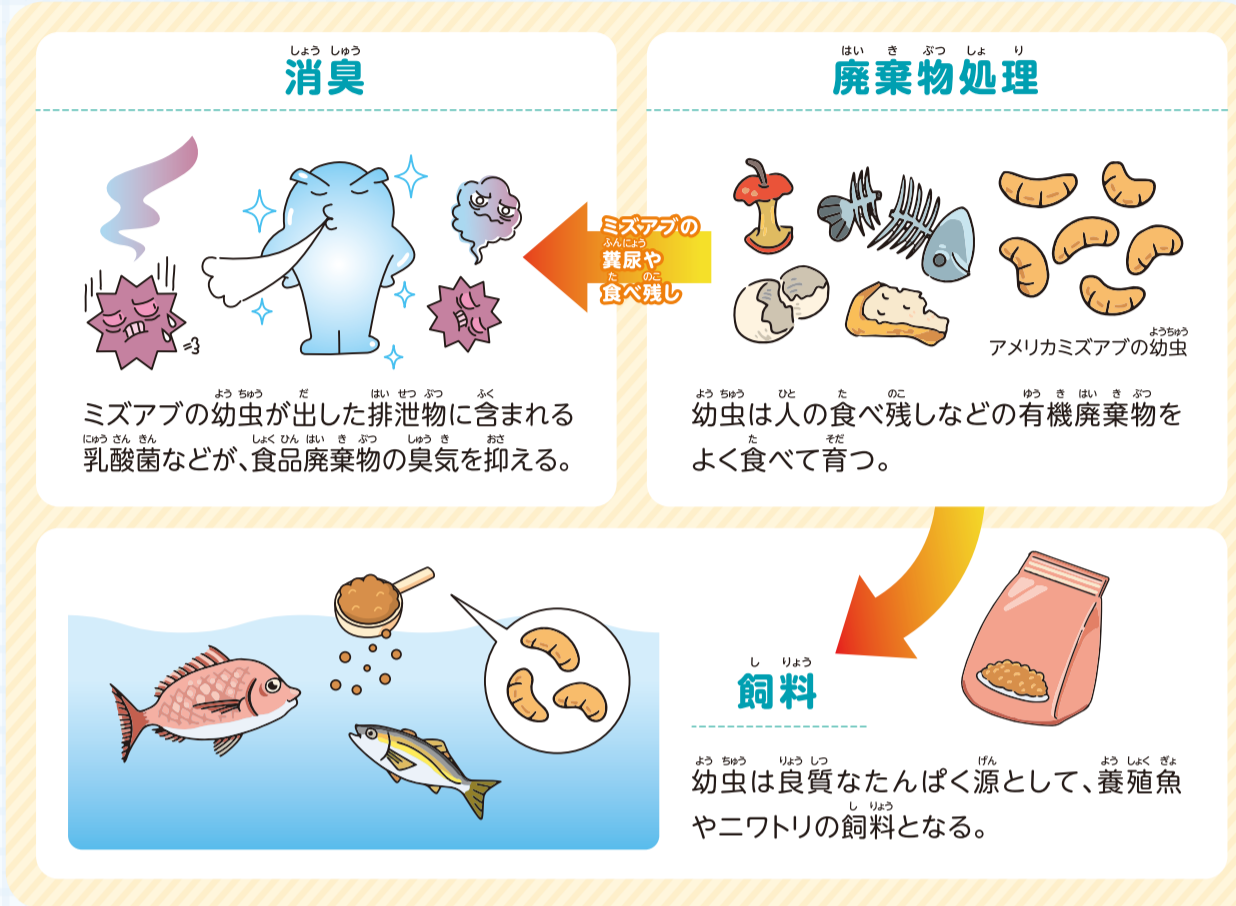 消臭
ミズアブの幼虫が出した排泄物に含まれる
乳酸菌などが、食品廃棄物の臭気を抑える。
ミズアブの
糞尿や
食べ残し
廃棄物処理
アメリカミズアブの幼虫
幼虫は人の食べ残しなどの有機廃棄物を
よく食べて育つ。
飼料
幼虫は良質なたんぱく源として、養殖魚
やニワトリの飼料となる。